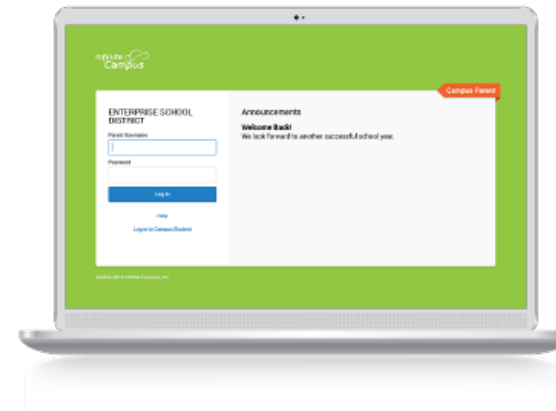 Infinite
Campus
Campus Parent
ENTERPRISE SCHOOL
DISTRICT
Parent Username
Password
Log In
Help
Log in to Campus Student
Announcements
Welcome Back!
We look forward to another successful school year.